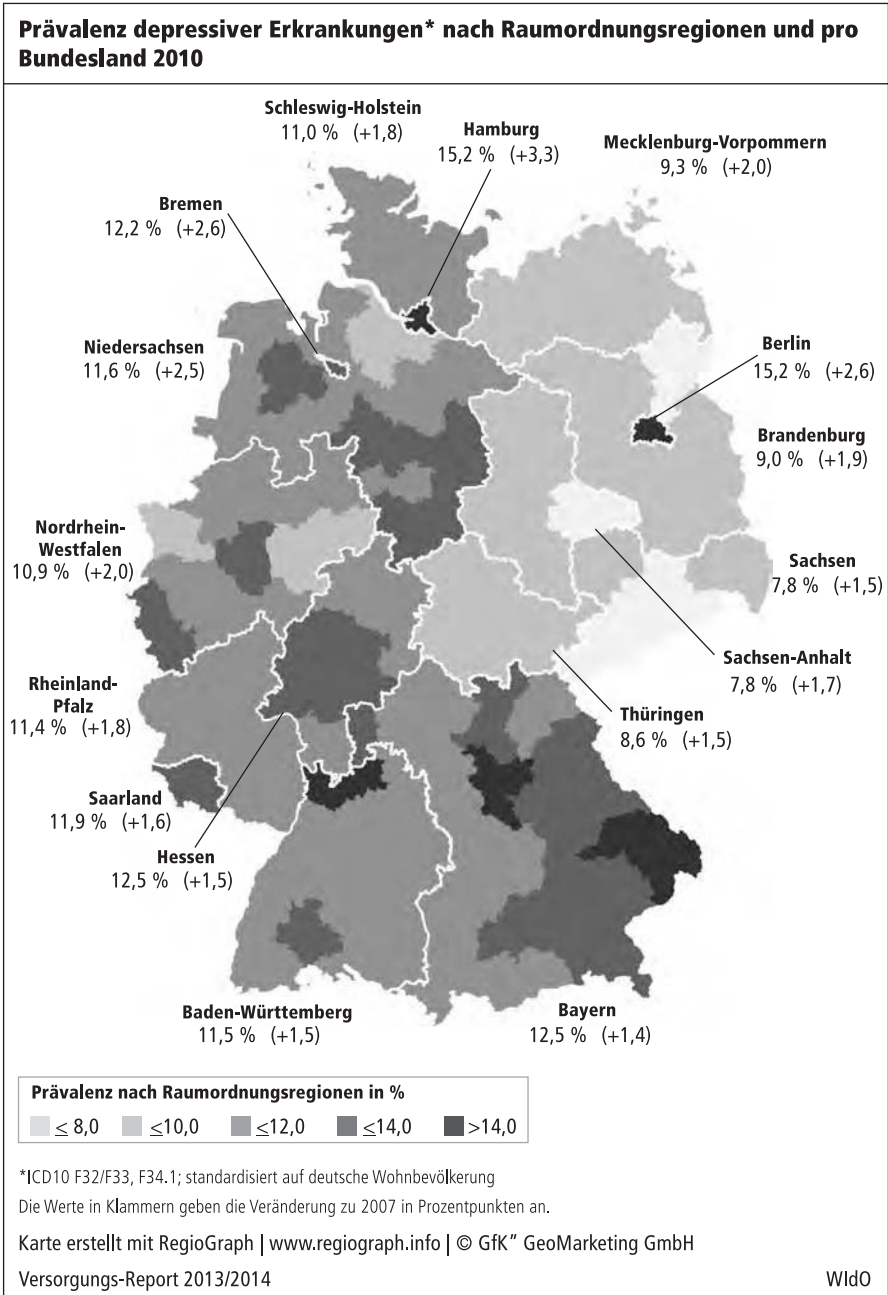 Prävalenz depressiver Erkrankungen* nach Raumordnungsregionen und pro
Bundesland 2010
Schleswig-Holstein
11,0 % (+1,8)
Hamburg
15,2 % (+3,3)
Mecklenburg-Vorpommern
9,3 % (+2,0)
Bremen
12,2 % (+2,6)
Niedersachsen
11,6 % (+2,5)
Berlin
15,2 % (+2,6)
Brandenburg
9,0 % (+1,9)
Nordrhein-
Westfalen
10,9 % (+2,0)
Sachsen
7,8 % (+1,5)
Sachsen-Anhalt
7,8 % (+1,7)
Rheinland-
Pfalz
11,4 % (+1,8)
Thüringen
8,6 % (+1,5)
Saarland
11,9 % (+1,6)
Hessen
12,5 % (+1,5)
Baden-Württemberg
11,5 % (+1,5)
Bayern
12,5 % (+1,4)
Prävalenz nach Raumordnungsregionen in %
≤ 8,0 ≤10,0 ≤12,0 ≤14,0 >14,0
*ICD10 F32/F33, F34.1; standardisiert auf deutsche Wohnbevölkerung
Die Werte in Klammern geben die Veränderung zu 2007 in Prozentpunkten an.
Karte erstellt mit RegioGraph | www.regiograph.info | © GfK" GeoMarketing GmbH
Versorgungs-Report 2013/2014 WIdO